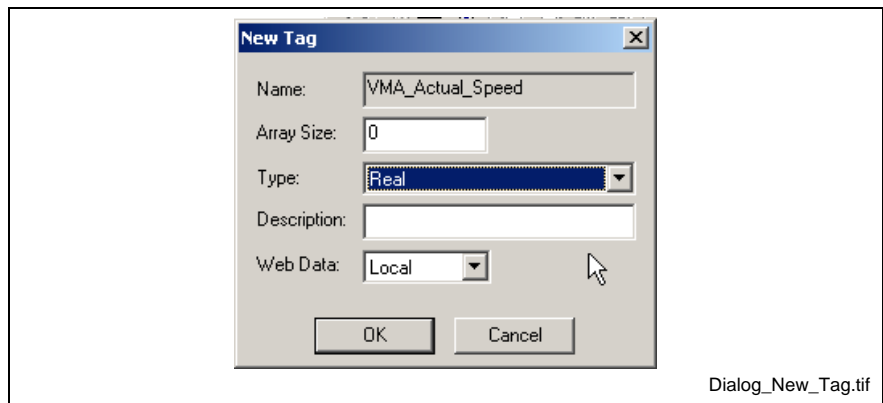 New Tag
Name: VMA_Actual_Speed
Array Size: 0
Type: Real
Description:
Web Data: Local
OK Cancel
Dialog_New_Tag.tif